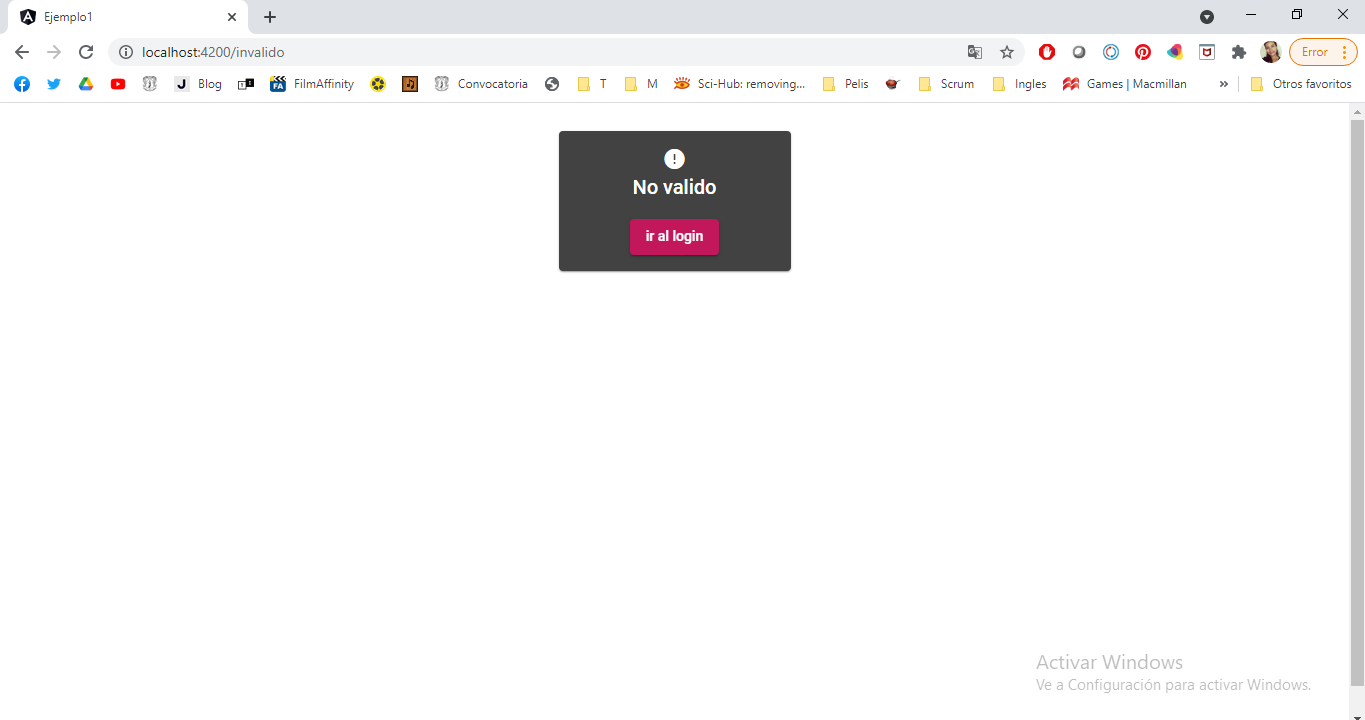 Ejemplo1
localhost:4200/invalido
Error
Blog
FilmAffinity
Convocatoria
T
M
Sci-Hub: removing...
Pelis
Scrum
Ingles
Games | Macmillan
»
Otros favoritos
No valido
ir al login
Activar Windows
Ve a Configuración para activar Windows.